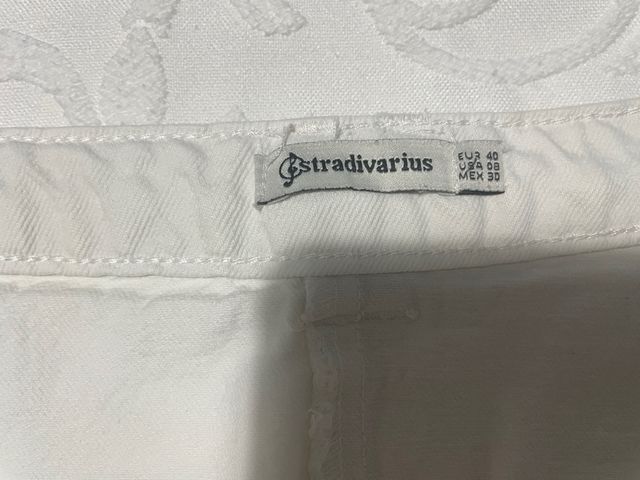 stradivarius
EUR 40
USA 08
MEX 30